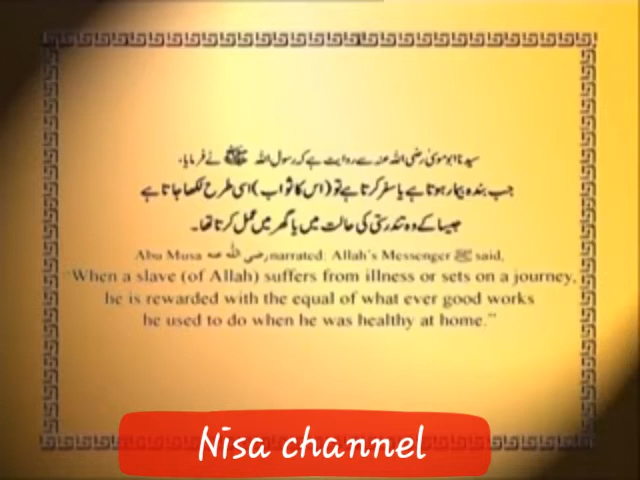 سیدنا ابو موسیٰ رضی اللہ عنہ سے روایت ہے کہ رسول اللہ ﷺ نے فرمایا۔
جب بندہ بیمار ہوتا ہے یا سفر کرتا ہے تو (اس کا ثواب) اسی طرح لکھا جاتا ہے
جیسا کے وہ تندرستی کی حالت میں یا گھر میں عمل کرتا تھا۔
Abu Musa رضی اللہ عنہ narrated: Allah's Messenger ﷺ said,
"When a slave (of Allah) suffers from illness or sets on a journey,
he is rewarded with the equal of what ever good works
he used to do when he was healthy at home."
Nisa channel